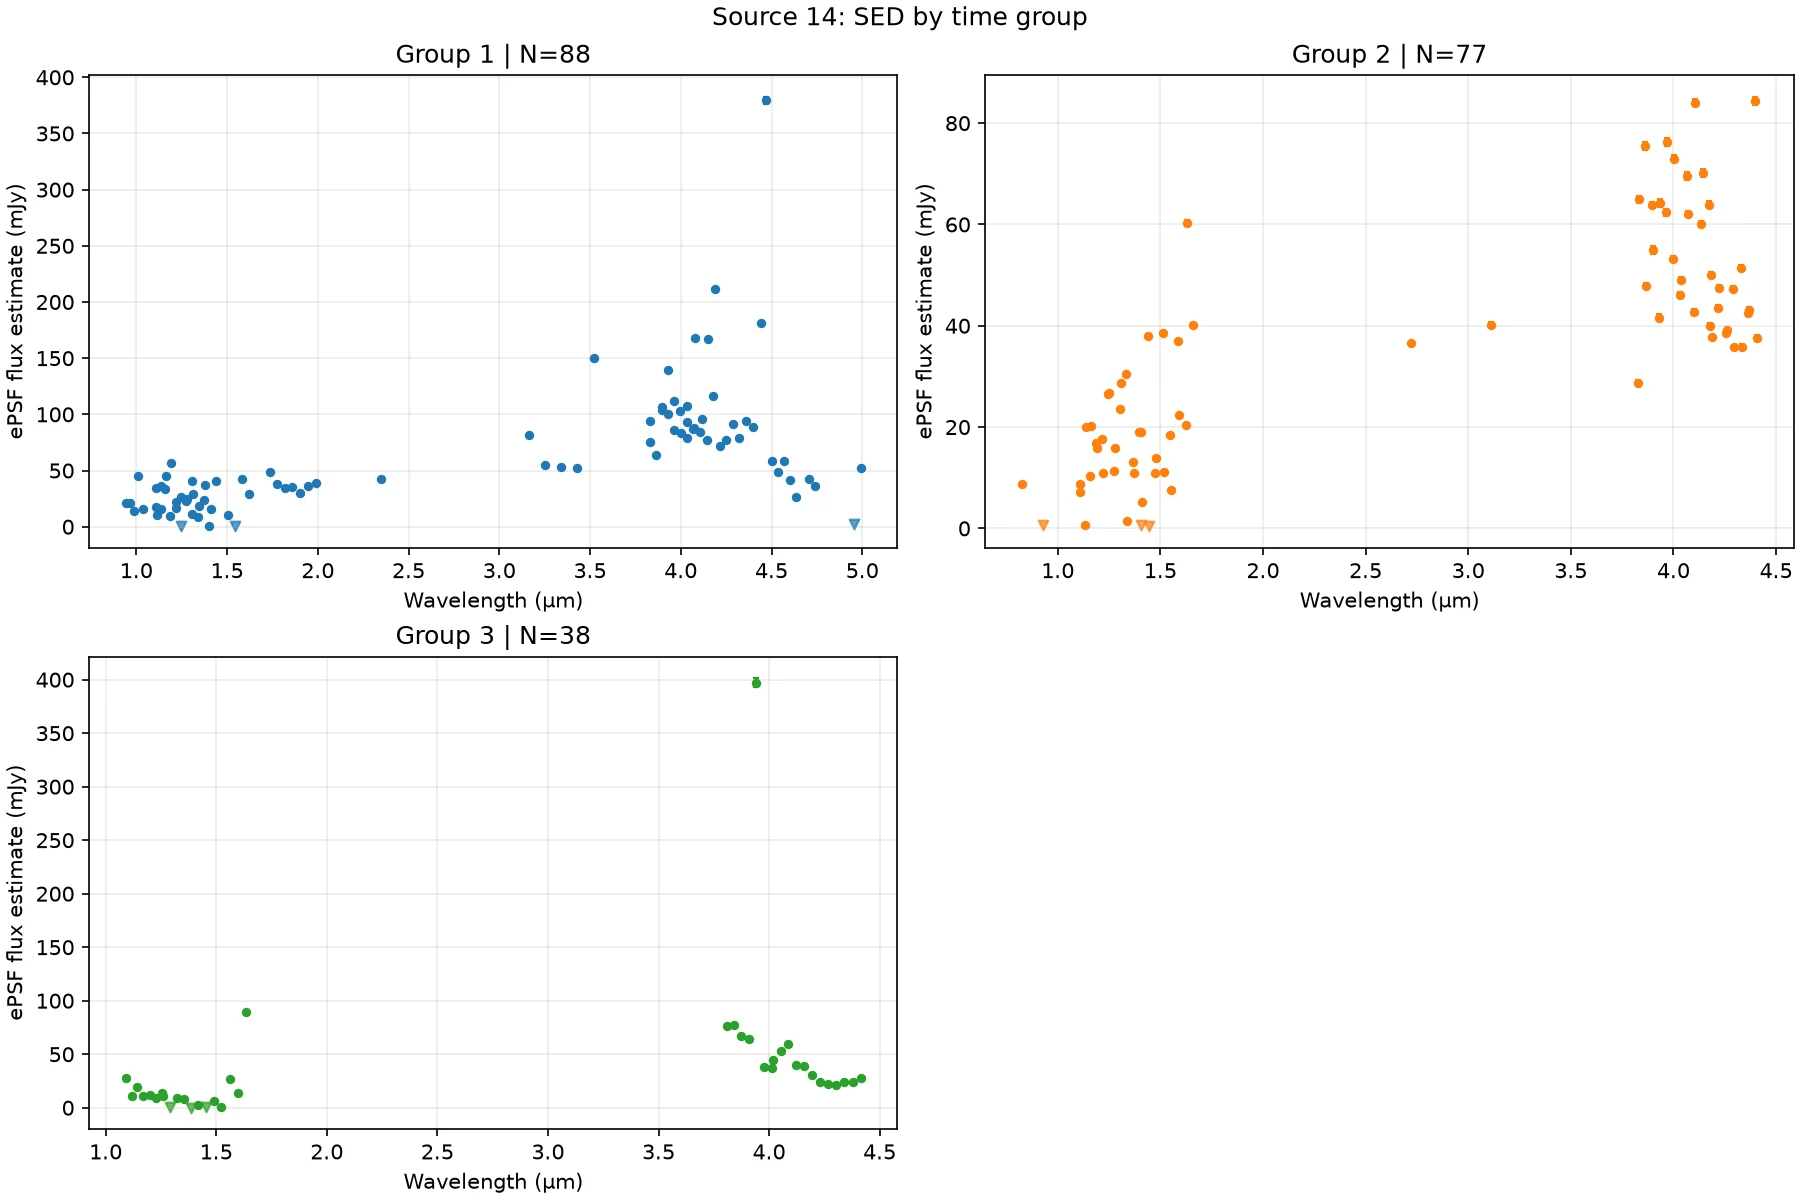 Source 14: SED by time group
Group 1 | N=88
400
350
300
250
200
150
100
50
0
ePSF flux estimate (mJy)
1.0 1.5 2.0 2.5 3.0 3.5 4.0 4.5 5.0
Wavelength (µm)
Group 2 | N=77
80
60
40
20
0
ePSF flux estimate (mJy)
1.0 1.5 2.0 2.5 3.0 3.5 4.0 4.5
Wavelength (µm)
Group 3 | N=38
400
350
300
250
200
150
100
50
0
ePSF flux estimate (mJy)
1.0 1.5 2.0 2.5 3.0 3.5 4.0 4.5
Wavelength (µm)